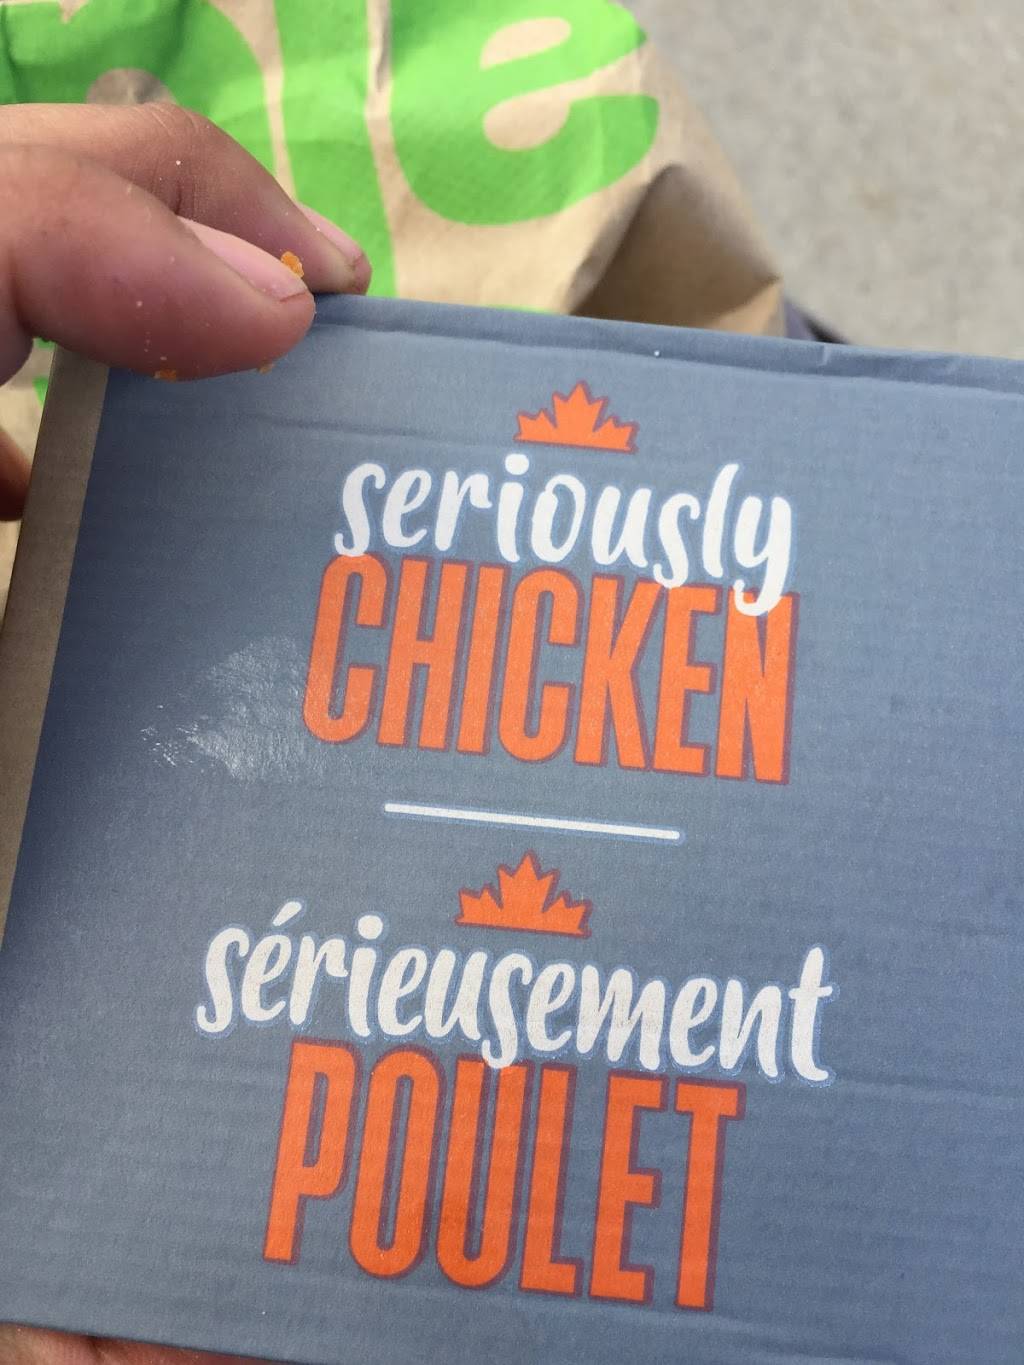 seriously
CHICKEN
sérieusement
POULET